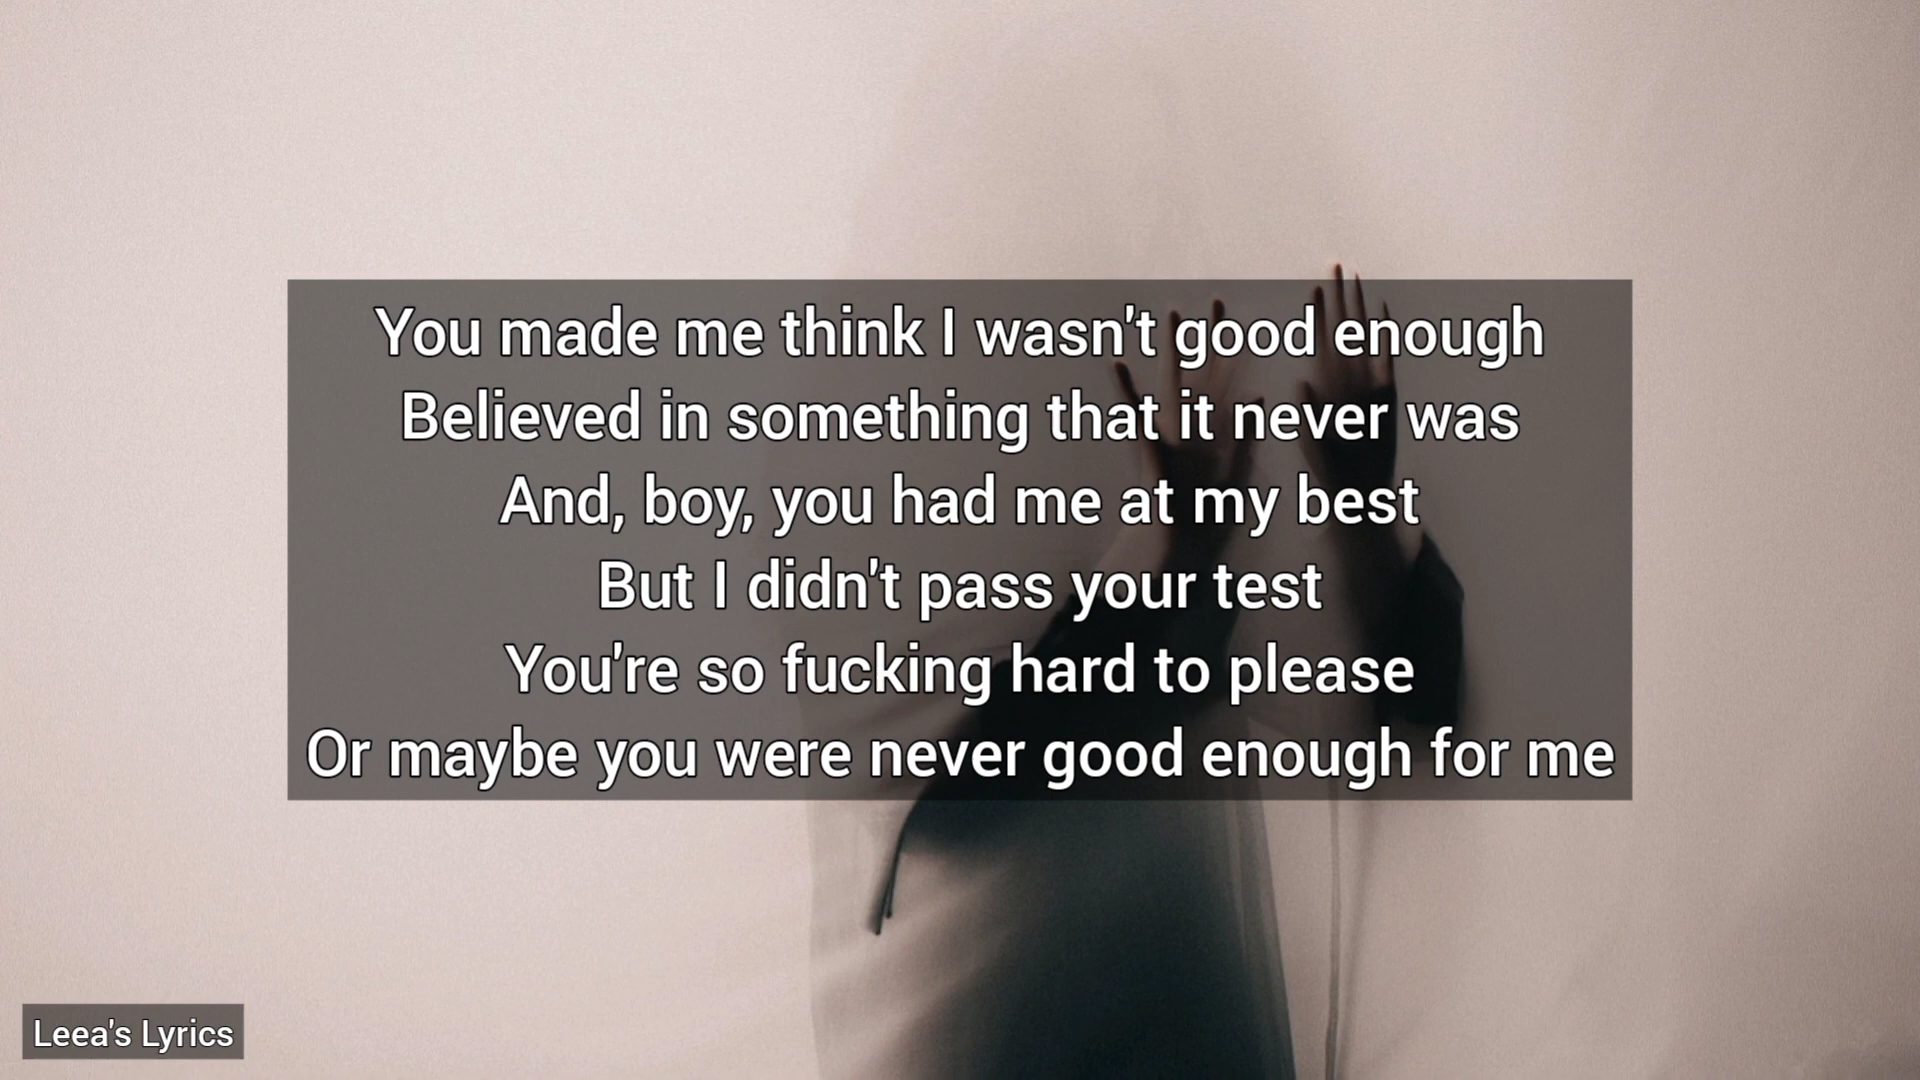 You made me think I wasn't good enough
Believed in something that it never was
And, boy, you had me at my best
But I didn't pass your test
You're so fucking hard to please
Or maybe you were never good enough for me
Leea's Lyrics